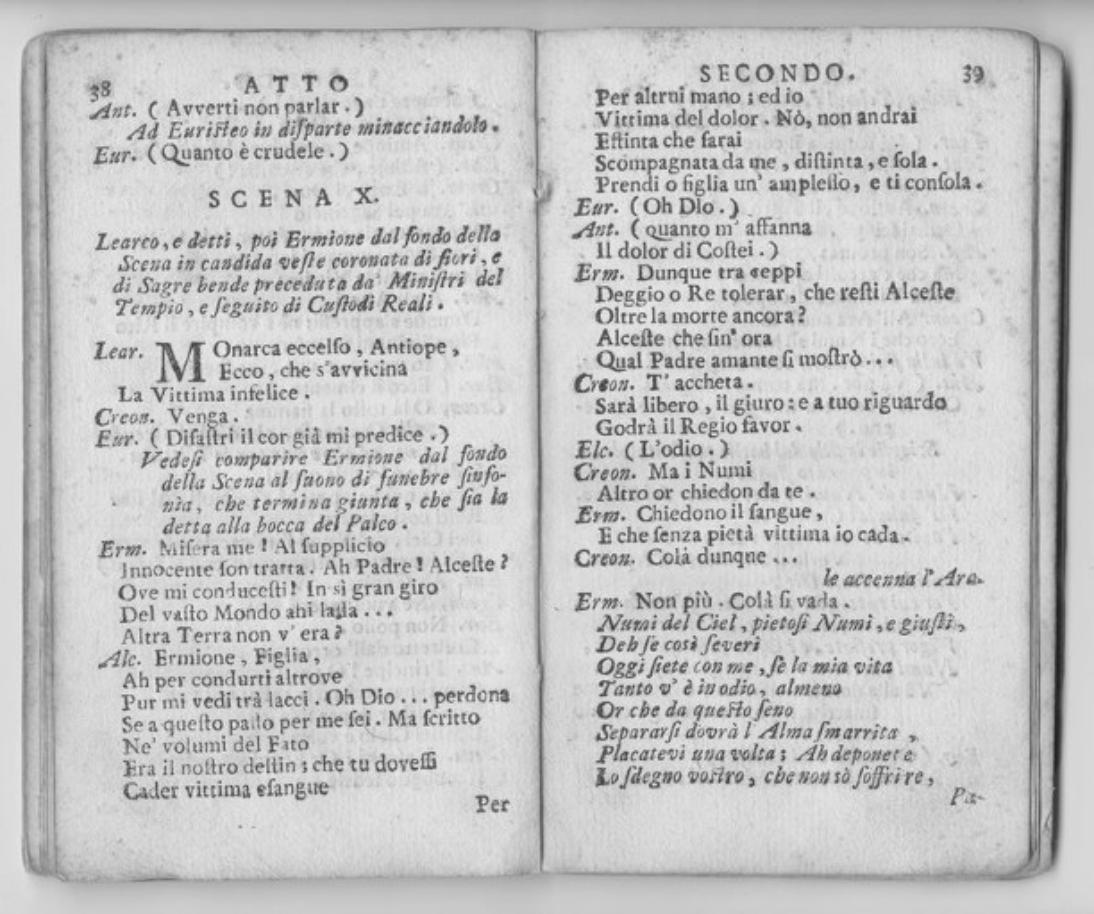 38 ATTO
Ant. ( Avverti non parlar . )
Ad Euriſteo in diſparte minacciandolo .
Eur. ( Quanto è crudele . )
SCENA X.
Learco, e detti , poi Ermione dal fondo della
Scena in candida veſte coronata di fiori , e
di Sagre bende preceduta da' Miniſtri del
Tempio , e ſeguito di Cuſtodi Reali .
Lear. MOnarca eccelſo , Antiope ,
Ecco , che s'avvicina
La Vittima infelice .
Creon. Venga .
Eur. ( Diſaſtri il cor già mi predice . )
Vedeſi comparire Ermione dal fondo
della Scena al ſuono di funebre ſinfo-
nia, che termina giunta , che ſia la
detta alla bocca del Palco .
Erm. Miſera me ! Al ſupplicio
Innocente ſon tratta . Ah Padre ! Alceſte ?
Ove mi conduceſti ! In sì gran giro
Del vaſto Mondo ahi laſſa ...
Altra Terra non v' era ?
Alc. Ermione , Figlia ,
Ah per condurti altrove
Pur mi vedi trà lacci . Oh Dio ... perdona
Se a queſto paſſo per me ſei . Ma ſcritto
Ne' volumi del Fato
Era il noſtro deſtin ; che tu doveſſi
Cader vittima eſangue
Per
SECONDO. 39
Per altrui mano ; ed io
Vittima del dolor . Nò, non andrai
Eſtinta che ſarai
Scompagnata da me , diſtinta , e ſola .
Prendi o figlia un' ampleſſo, e ti conſola .
Eur. ( Oh Dio . )
Ant. ( quanto m' affanna
Il dolor di Coſtei . )
Erm. Dunque tra ceppi
Deggio o Re tolerar , che reſti Alceſte
Oltre la morte ancora ?
Alceſte che ſin' ora
Qual Padre amante ſi moſtrò ...
Creon. T' accheta .
Sarà libero , il giuro : e a tuo riguardo
Godrà il Regio favor .
Elc. ( L'odio . )
Creon. Ma i Numi
Altro or chiedon da te .
Erm. Chiedono il ſangue ,
E che ſenza pietà vittima io cada .
Creon. Colà dunque ...
le accenna l'Ara.
Erm. Non più . Colà ſi vada .
Numi del Ciel , pietoſi Numi , e giuſti ,
Deh ſe così ſeveri
Oggi ſiete con me , ſe la mia vita
Tanto v' è in odio , almeno
Or che da queſto ſeno
Separarſi dovrà l' Alma ſmarrita ,
Placatevi una volta ; Ah deponete
Lo ſdegno voſtro , che non sò ſoffrire ,
Pa-